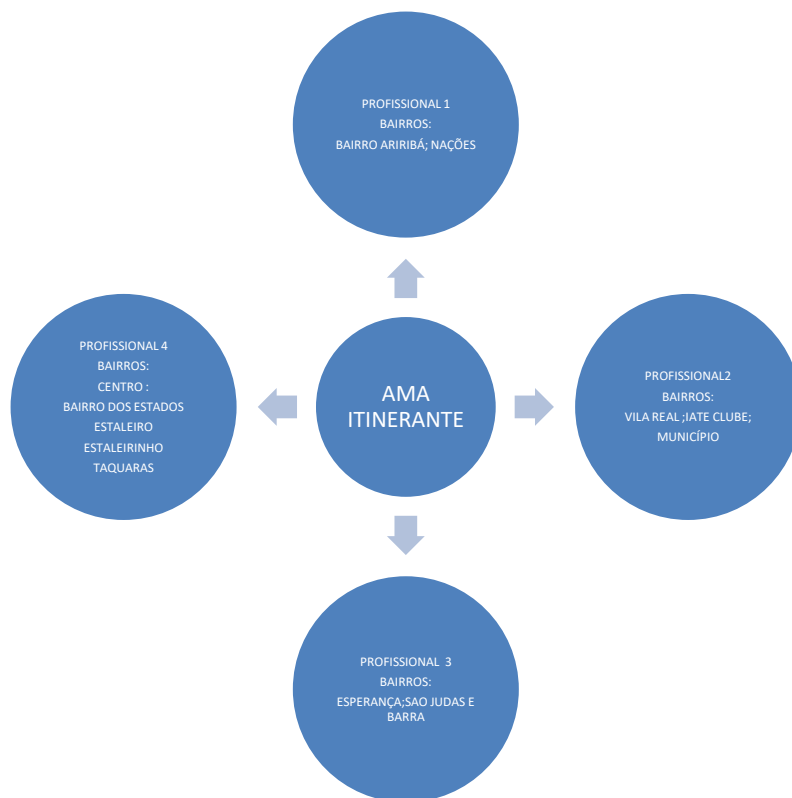 PROFISSIONAL 1
BAIRROS:
BAIRRO ARIRIBÁ; NAÇÕES
PROFISSIONAL 4
BAIRROS:
CENTRO :
BAIRRO DOS ESTADOS
ESTALEIRO
ESTALEIRINHO
TAQUARAS
AMA
ITINERANTE
PROFISSIONAL2
BAIRROS:
VILA REAL ;IATE CLUBE;
MUNICÍPIO
PROFISSIONAL 3
BAIRROS:
ESPERANÇA;SAO JUDAS E
BARRA